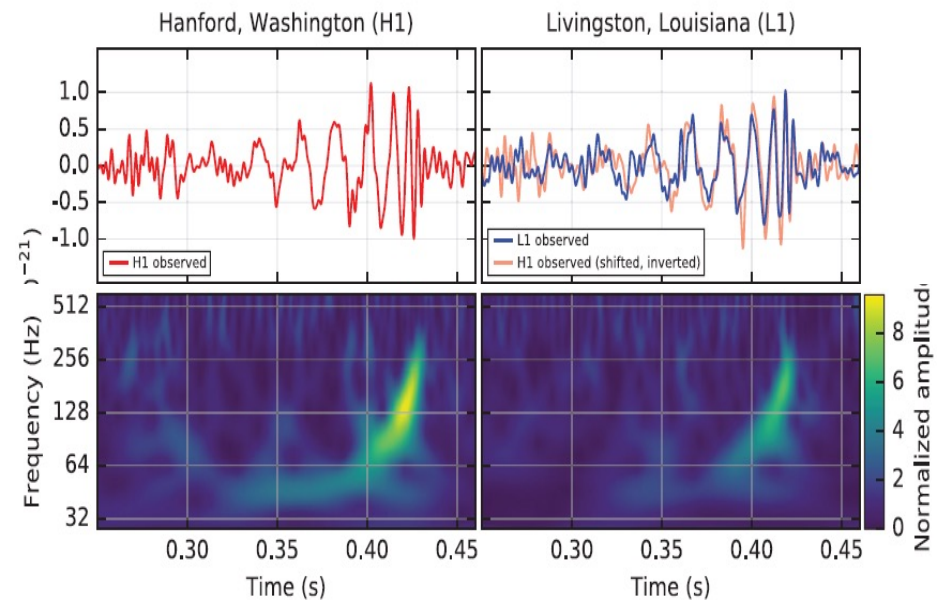 Hanford, Washington (H1)
Livingston, Louisiana (L1)
1.0
0.5
0.0
-0.5
-1.0
H1 observed
L1 observed
H1 observed (shifted, inverted)
−21)
512
256
128
64
32
Frequency (Hz)
0.30
0.35
0.40
0.45
Time (s)
0.30
0.35
0.40
0.45
Time (s)
8
6
4
2
0
Normalized amplitud